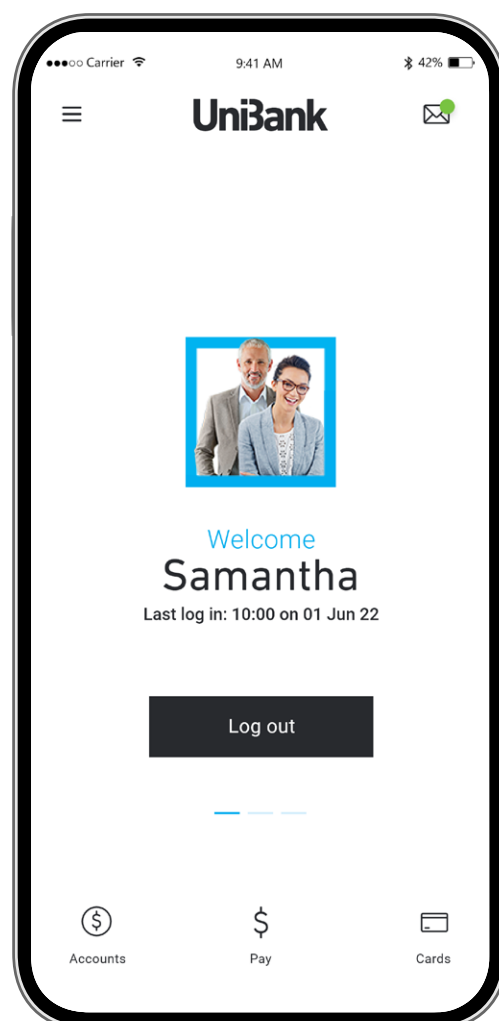 Carrier 9:41 AM 42%
UniBank
Welcome
Samantha
Last log in: 10:00 on 01 Jun 22
Log out
Accounts Pay Cards